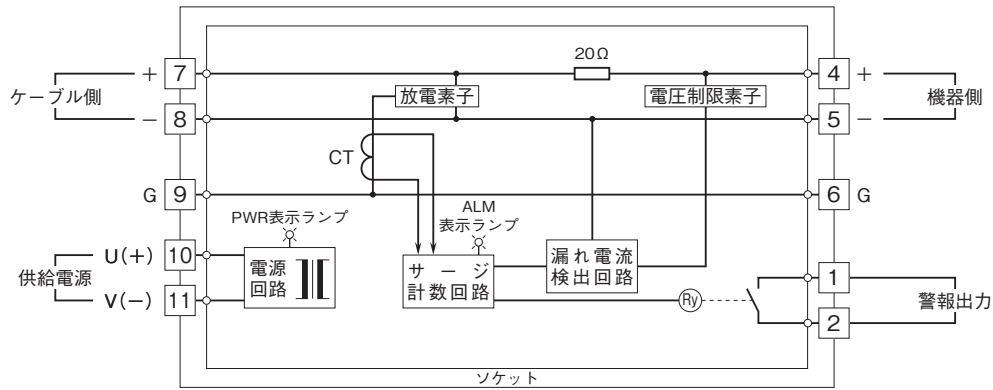 20Ω
+ 7
4 +
ケーブル側
放電素子
電圧制限素子
機器側
− 8
5 −
CT
G 9
6 G
PWR表示ランプ
ALM
表示ランプ
U(+) 10
供給電源
電源
回路
サージ
計数回路
漏れ電流
検出回路
1
V(−) 11
Ry
警報出力
2
ソケット